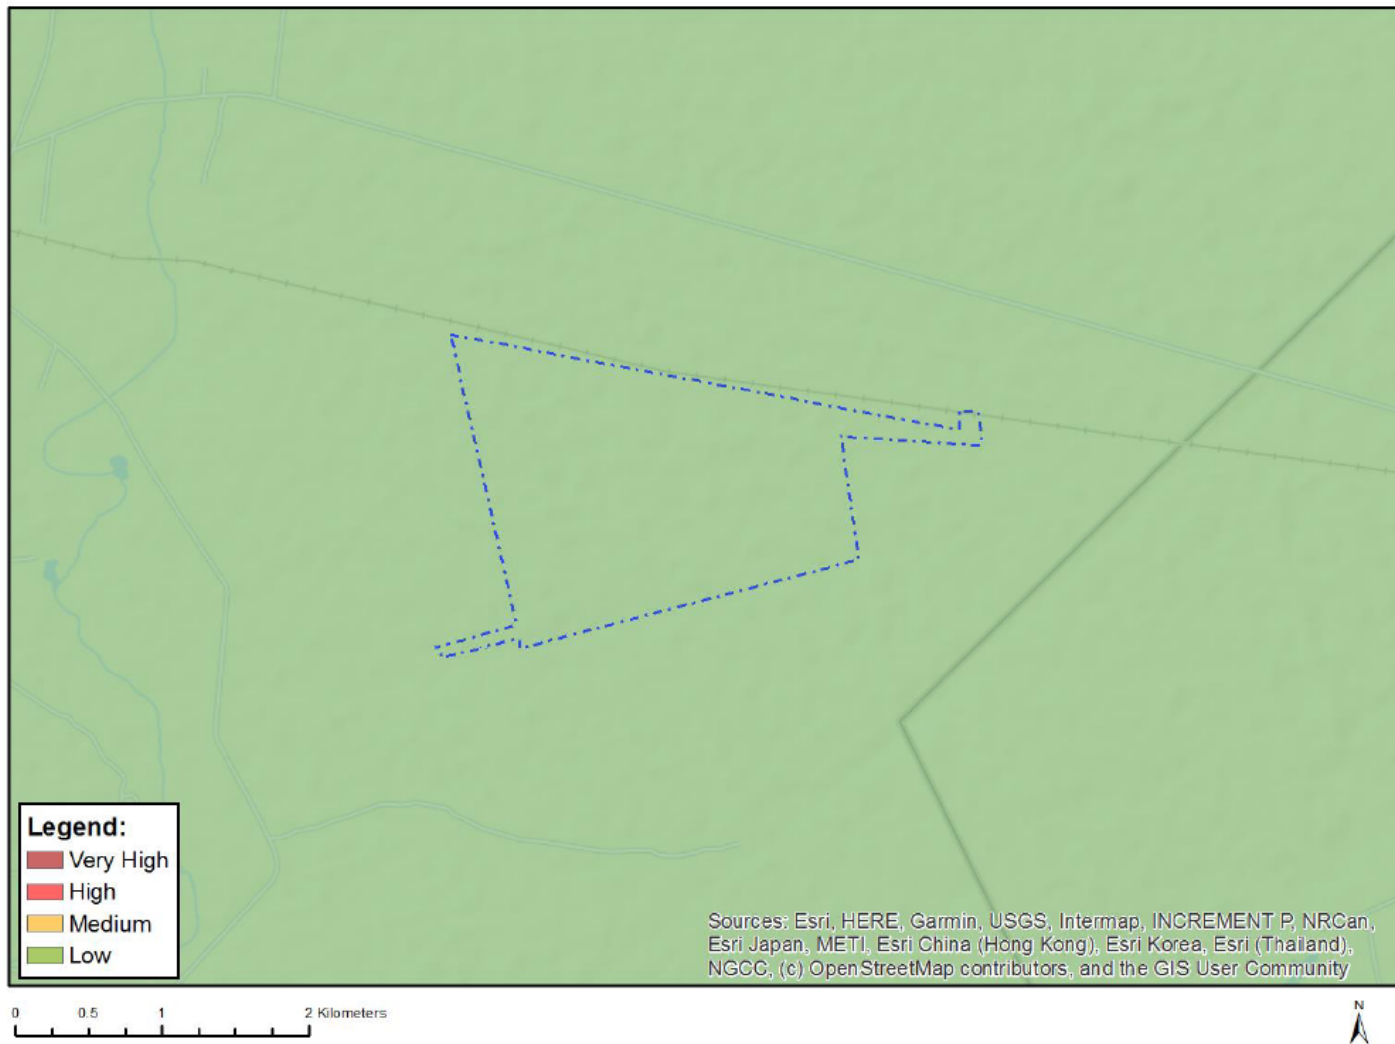 Legend:
Very High
High
Medium
Low
Sources: Esri, HERE, Garmin, USGS, Intermap, INCREMENT P, NRCan,
Esri Japan, METI, Esri China (Hong Kong), Esri Korea, Esri (Thailand),
NGCC, (c) OpenStreetMap contributors, and the GIS User Community
0 0.5 1 2 Kilometers
N